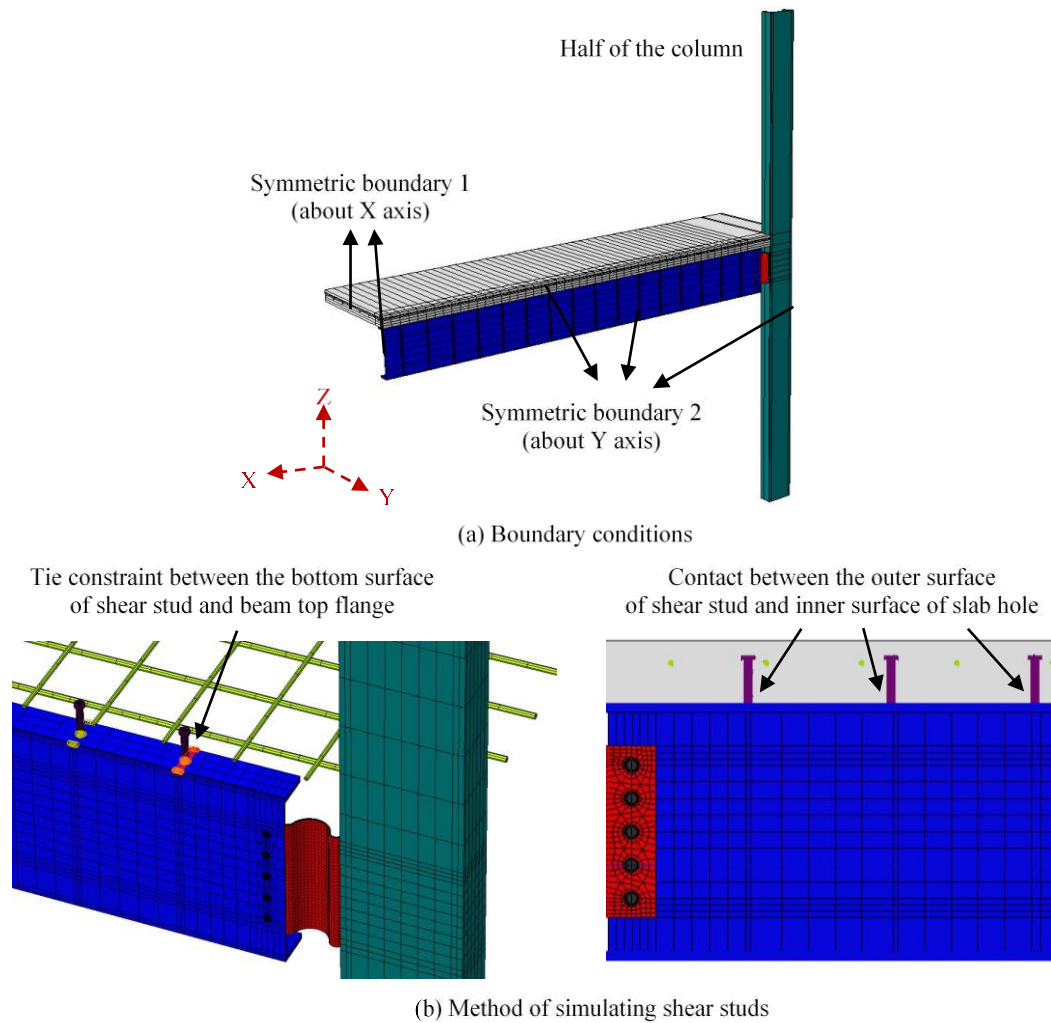 Half of the column
Symmetric boundary 1
(about X axis)
Z
X
Y
Symmetric boundary 2
(about Y axis)
(a) Boundary conditions
Tie constraint between the bottom surface
of shear stud and beam top flange
Contact between the outer surface
of shear stud and inner surface of slab hole
(b) Method of simulating shear studs